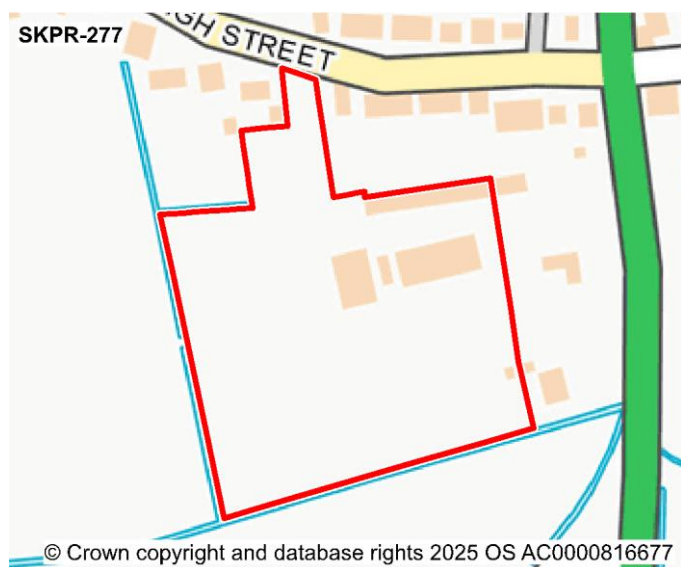 SKPR-277
GH STREET
© Crown copyright and database rights 2025 OS AC0000816677